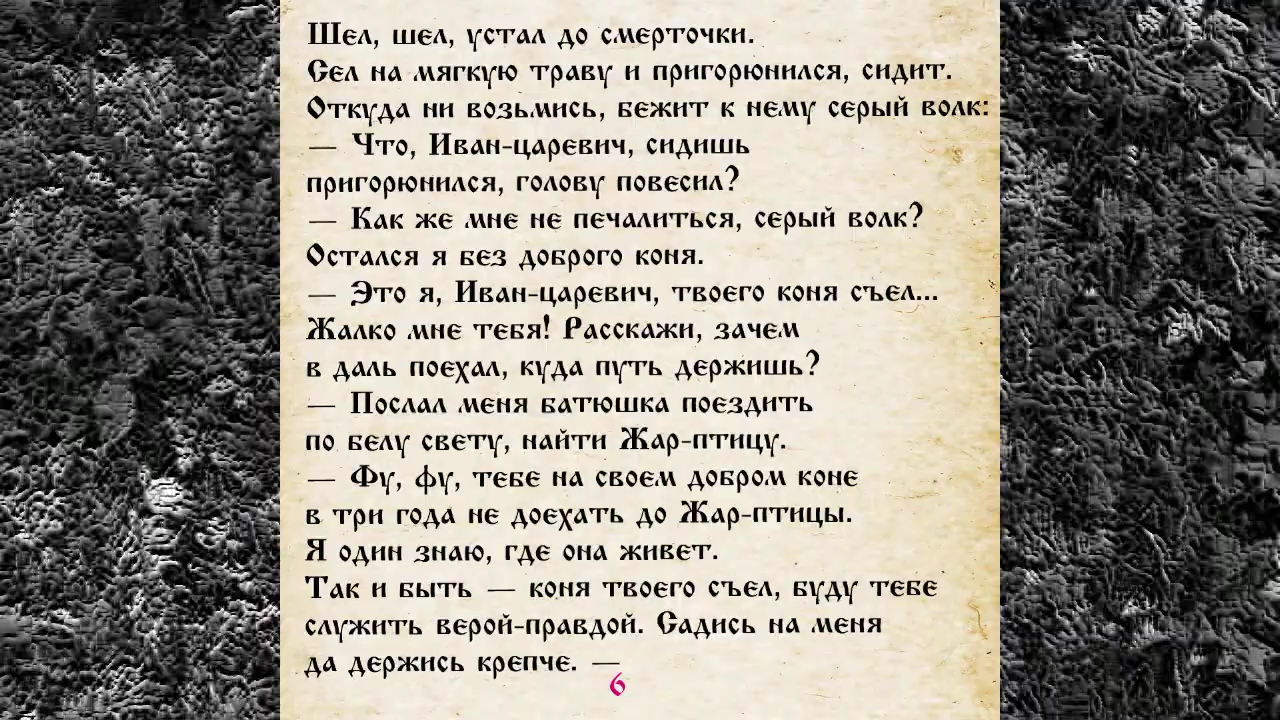 Шел, шел, устал до смерточки.
Сел на мягкую траву и пригорюнился, сидит.
Откуда ни возьмись, бежит к нему серый волк:
— Что, Иван-царевич, сидишь
пригорюнился, голову повесил?
— Как же мне не печалиться, серый волк?
Остался я без доброго коня.
— Это я, Иван-царевич, твоего коня съел...
Жалко мне тебя! Расскажи, зачем
в даль поехал, куда путь держишь?
— Послал меня батюшка поездить
по белу свету, найти Жар-птицу.
— Фу, фу, тебе на своем добром коне
в три года не доехать до Жар-птицы.
Я один знаю, где она живет.
Так и быть — коня твоего съел, буду тебе
служить верой-правдой. Садись на меня
да держись крепче. —
6